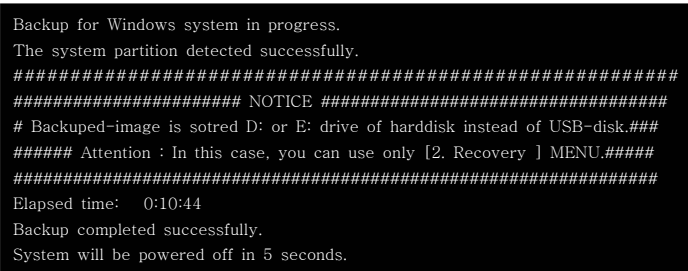 Backup for Windows system in progress.
The system partition detected successfully.
##########################################################
####################### NOTICE ##################################
# Backuped-image is sotred D: or E: drive of harddisk instead of USB-disk.###
###### Attention : In this case, you can use only [2. Recovery ] MENU.#####
#################################################################
Elapsed time:   0:10:44
Backup completed successfully.
System will be powered off in 5 seconds.